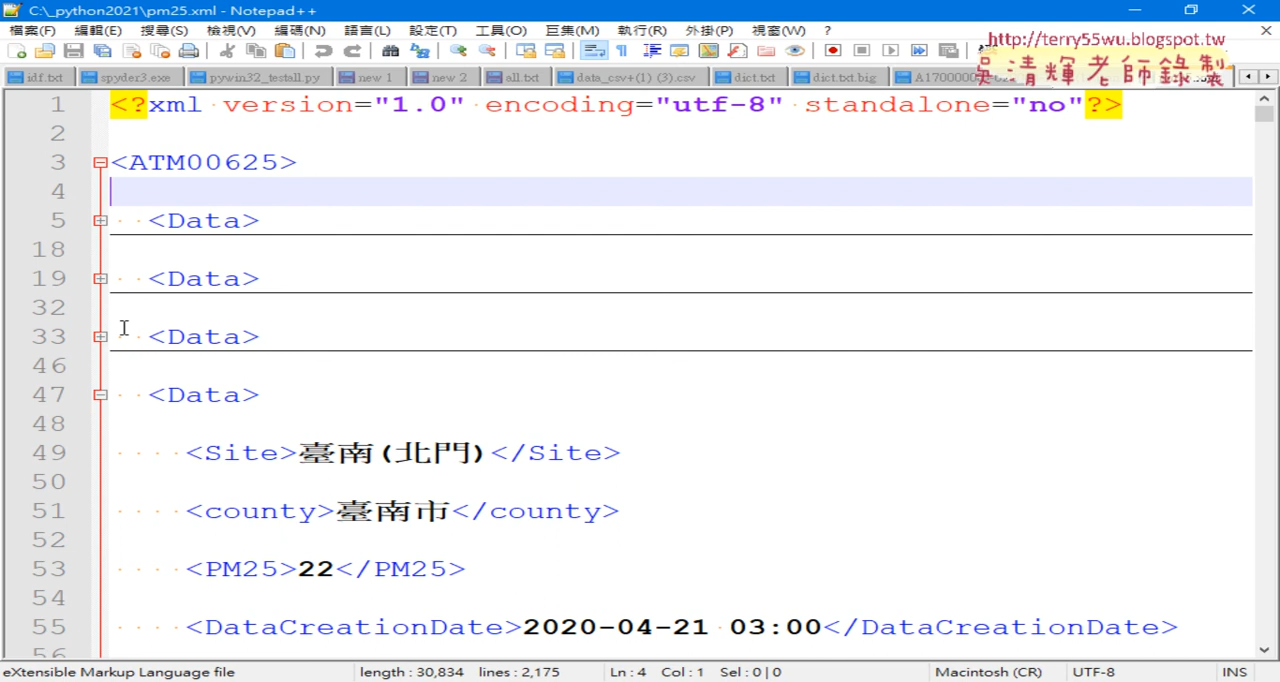 C:\_python2021\pm25.xml - Notepad++
檔案(F) 編輯(E) 搜尋(S) 檢視(V) 編碼(N) 語言(L) 設定(T) 工具(O) 巨集(M) 執行(R) 外掛(P) 視窗(W) ?
http://terry55wu.blogspot.tw
吳清輝老師錄製
idf.txt spyder3.exe pywin32_testall.py new 1 new 2 all.txt data_csv+(1) (3).csv dict.txt dict.txt.big
1 <?xml version="1.0" encoding="utf-8" standalone="no"?>
2
3 <ATM00625>
4
5 <Data>
18
19 <Data>
32
33 <Data>
46
47 <Data>
48
49 <Site>臺南(北門)</Site>
50
51 <county>臺南市</county>
52
53 <PM25>22</PM25>
54
55 <DataCreationDate>2020-04-21 03:00</DataCreationDate>
56
eXtensible Markup Language file length : 30,834 lines : 2,175 Ln : 4 Col : 1 Sel : 0 | 0 Macintosh (CR) UTF-8 INS